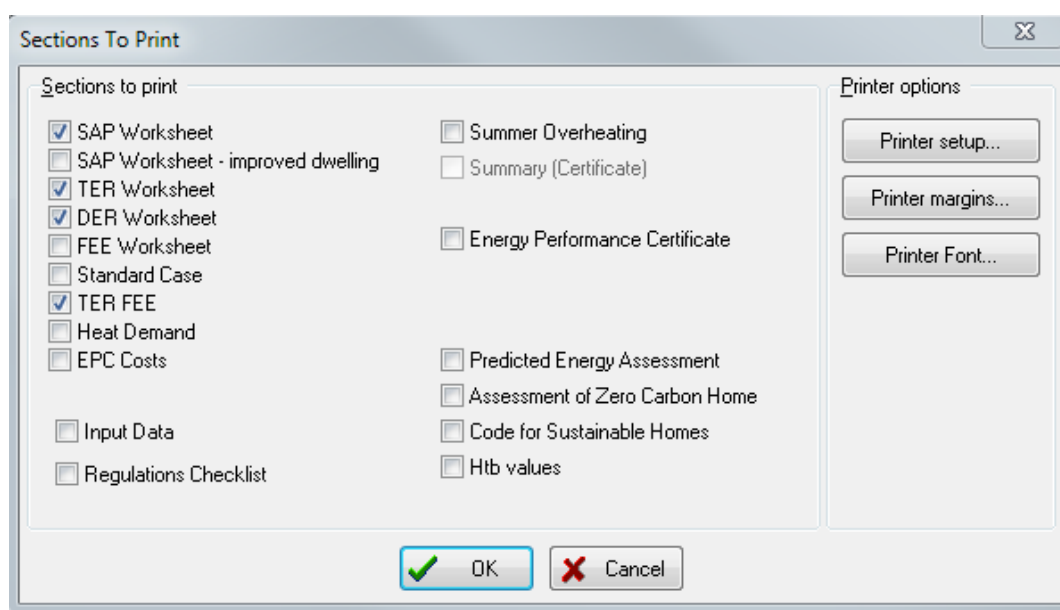 Sections To Print
Sections to print
SAP Worksheet
SAP Worksheet - improved dwelling
TER Worksheet
DER Worksheet
FEE Worksheet
Standard Case
TER FEE
Heat Demand
EPC Costs
Input Data
Regulations Checklist
Summer Overheating
Summary (Certificate)
Energy Performance Certificate
Predicted Energy Assessment
Assessment of Zero Carbon Home
Code for Sustainable Homes
Htb values
Printer options
Printer setup...
Printer margins...
Printer Font...
OK
Cancel